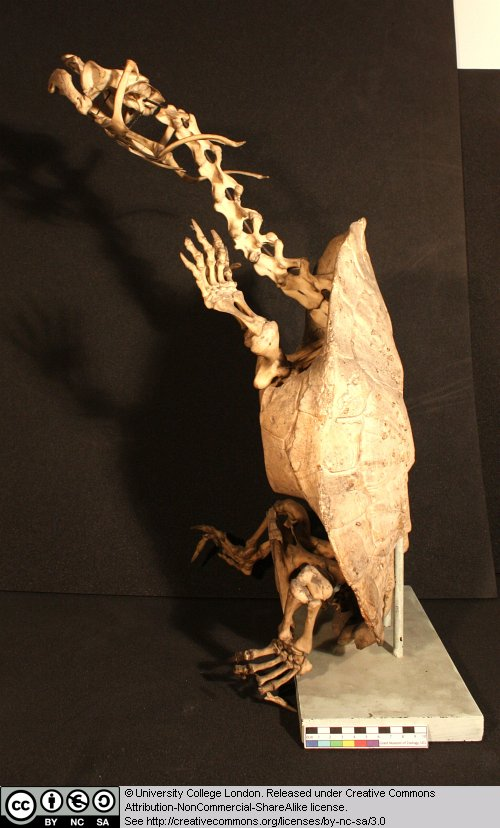 © University College London. Released under Creative Commons
Attribution-NonCommercial-ShareAlike license.
See http://creativecommons.org/licenses/by-nc-sa/3.0
cc
BY NC SA